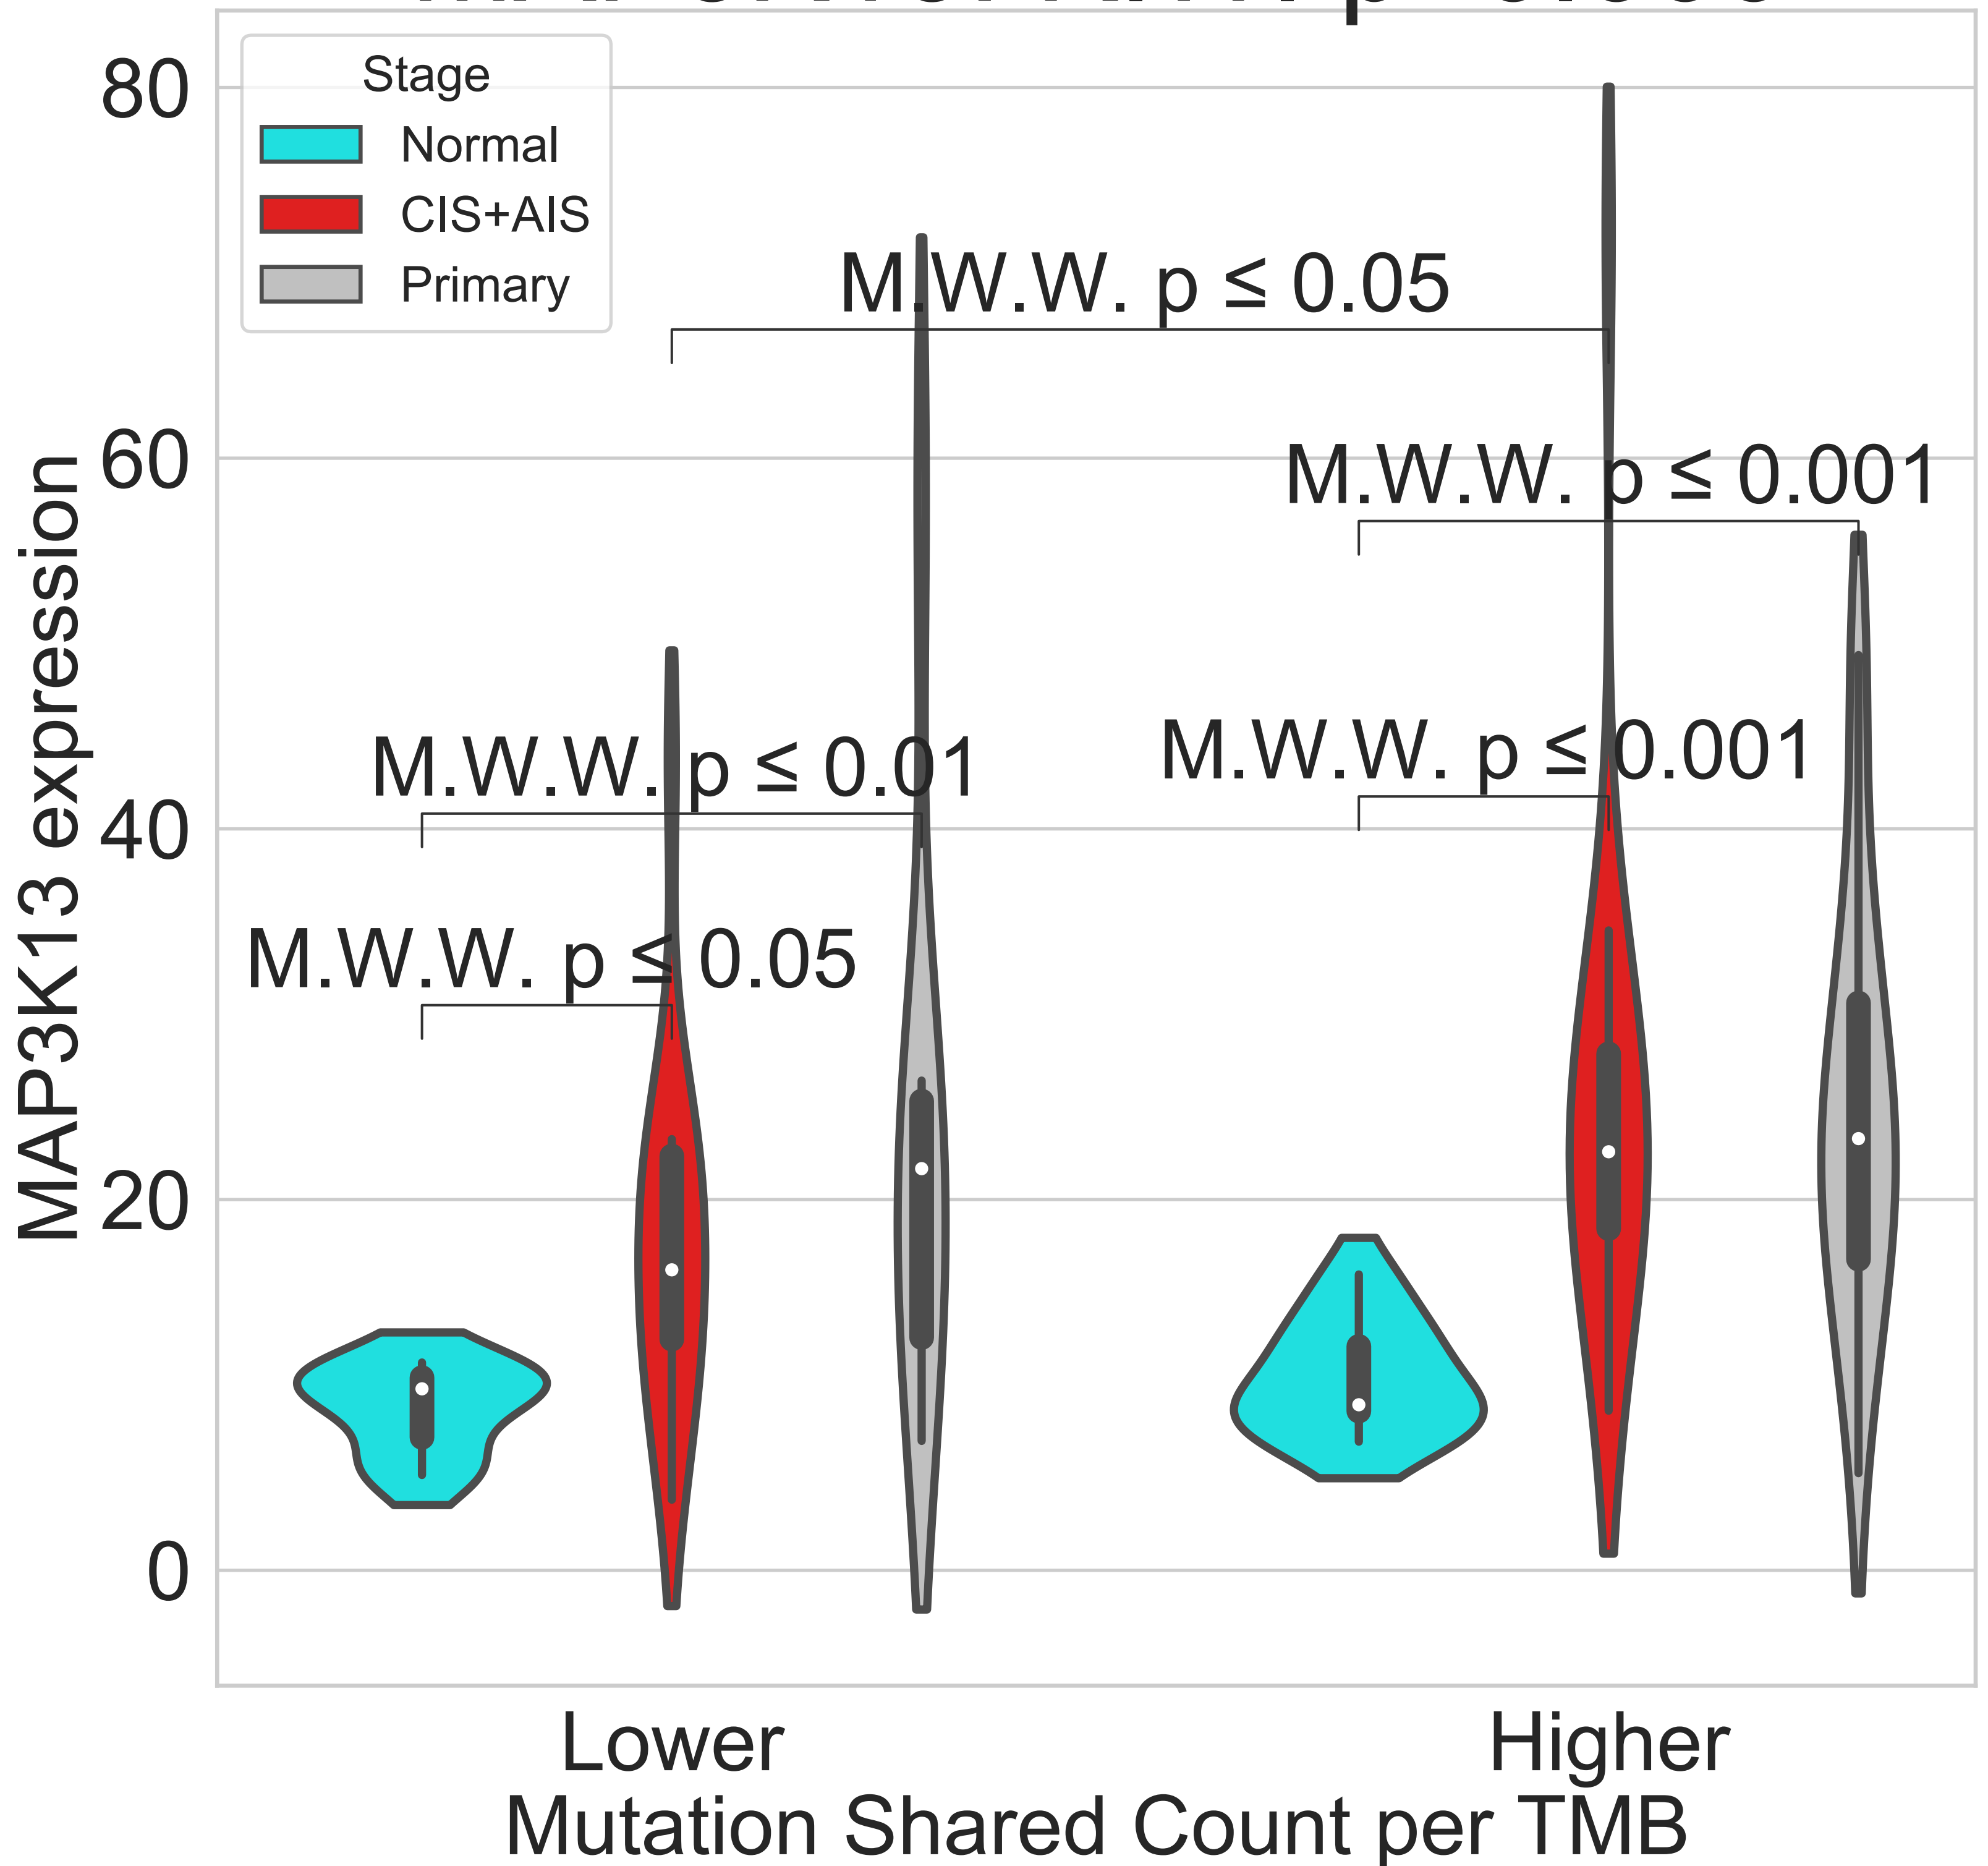 80
60
40
20
0
MAP3K13 expression
Stage
Normal
CIS+AIS
Primary
M.W.W. p ≤ 0.05
M.W.W. p ≤ 0.001
M.W.W. p ≤ 0.01
M.W.W. p ≤ 0.001
M.W.W. p ≤ 0.05
Lower
Higher
Mutation Shared Count per TMB